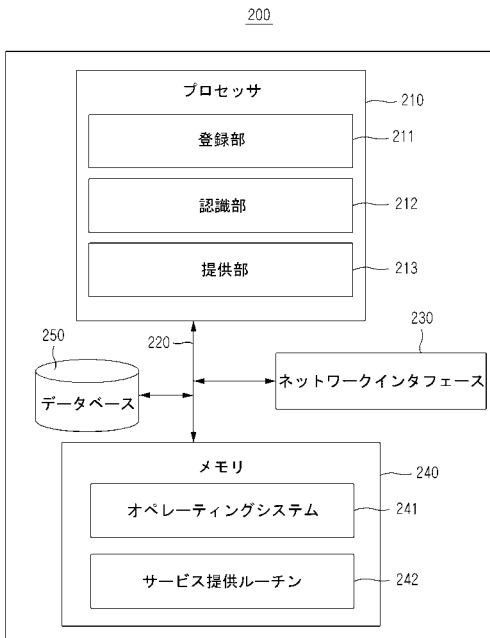 200
プロセッサ
210
登録部
211
認識部
212
提供部
213
250
220
230
データベース
ネットワークインタフェース
メモリ
240
オペレーティングシステム
241
サービス提供ルーチン
242